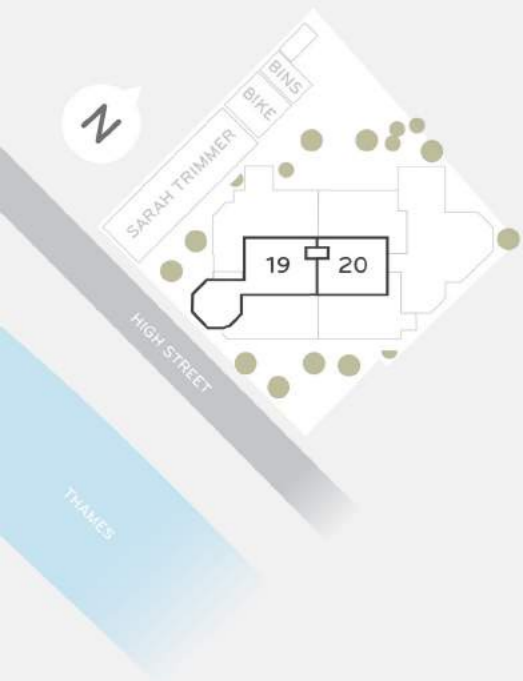 N
BINS
BIKE
SARAH TRIMMER
19
20
HIGH STREET
THAMES